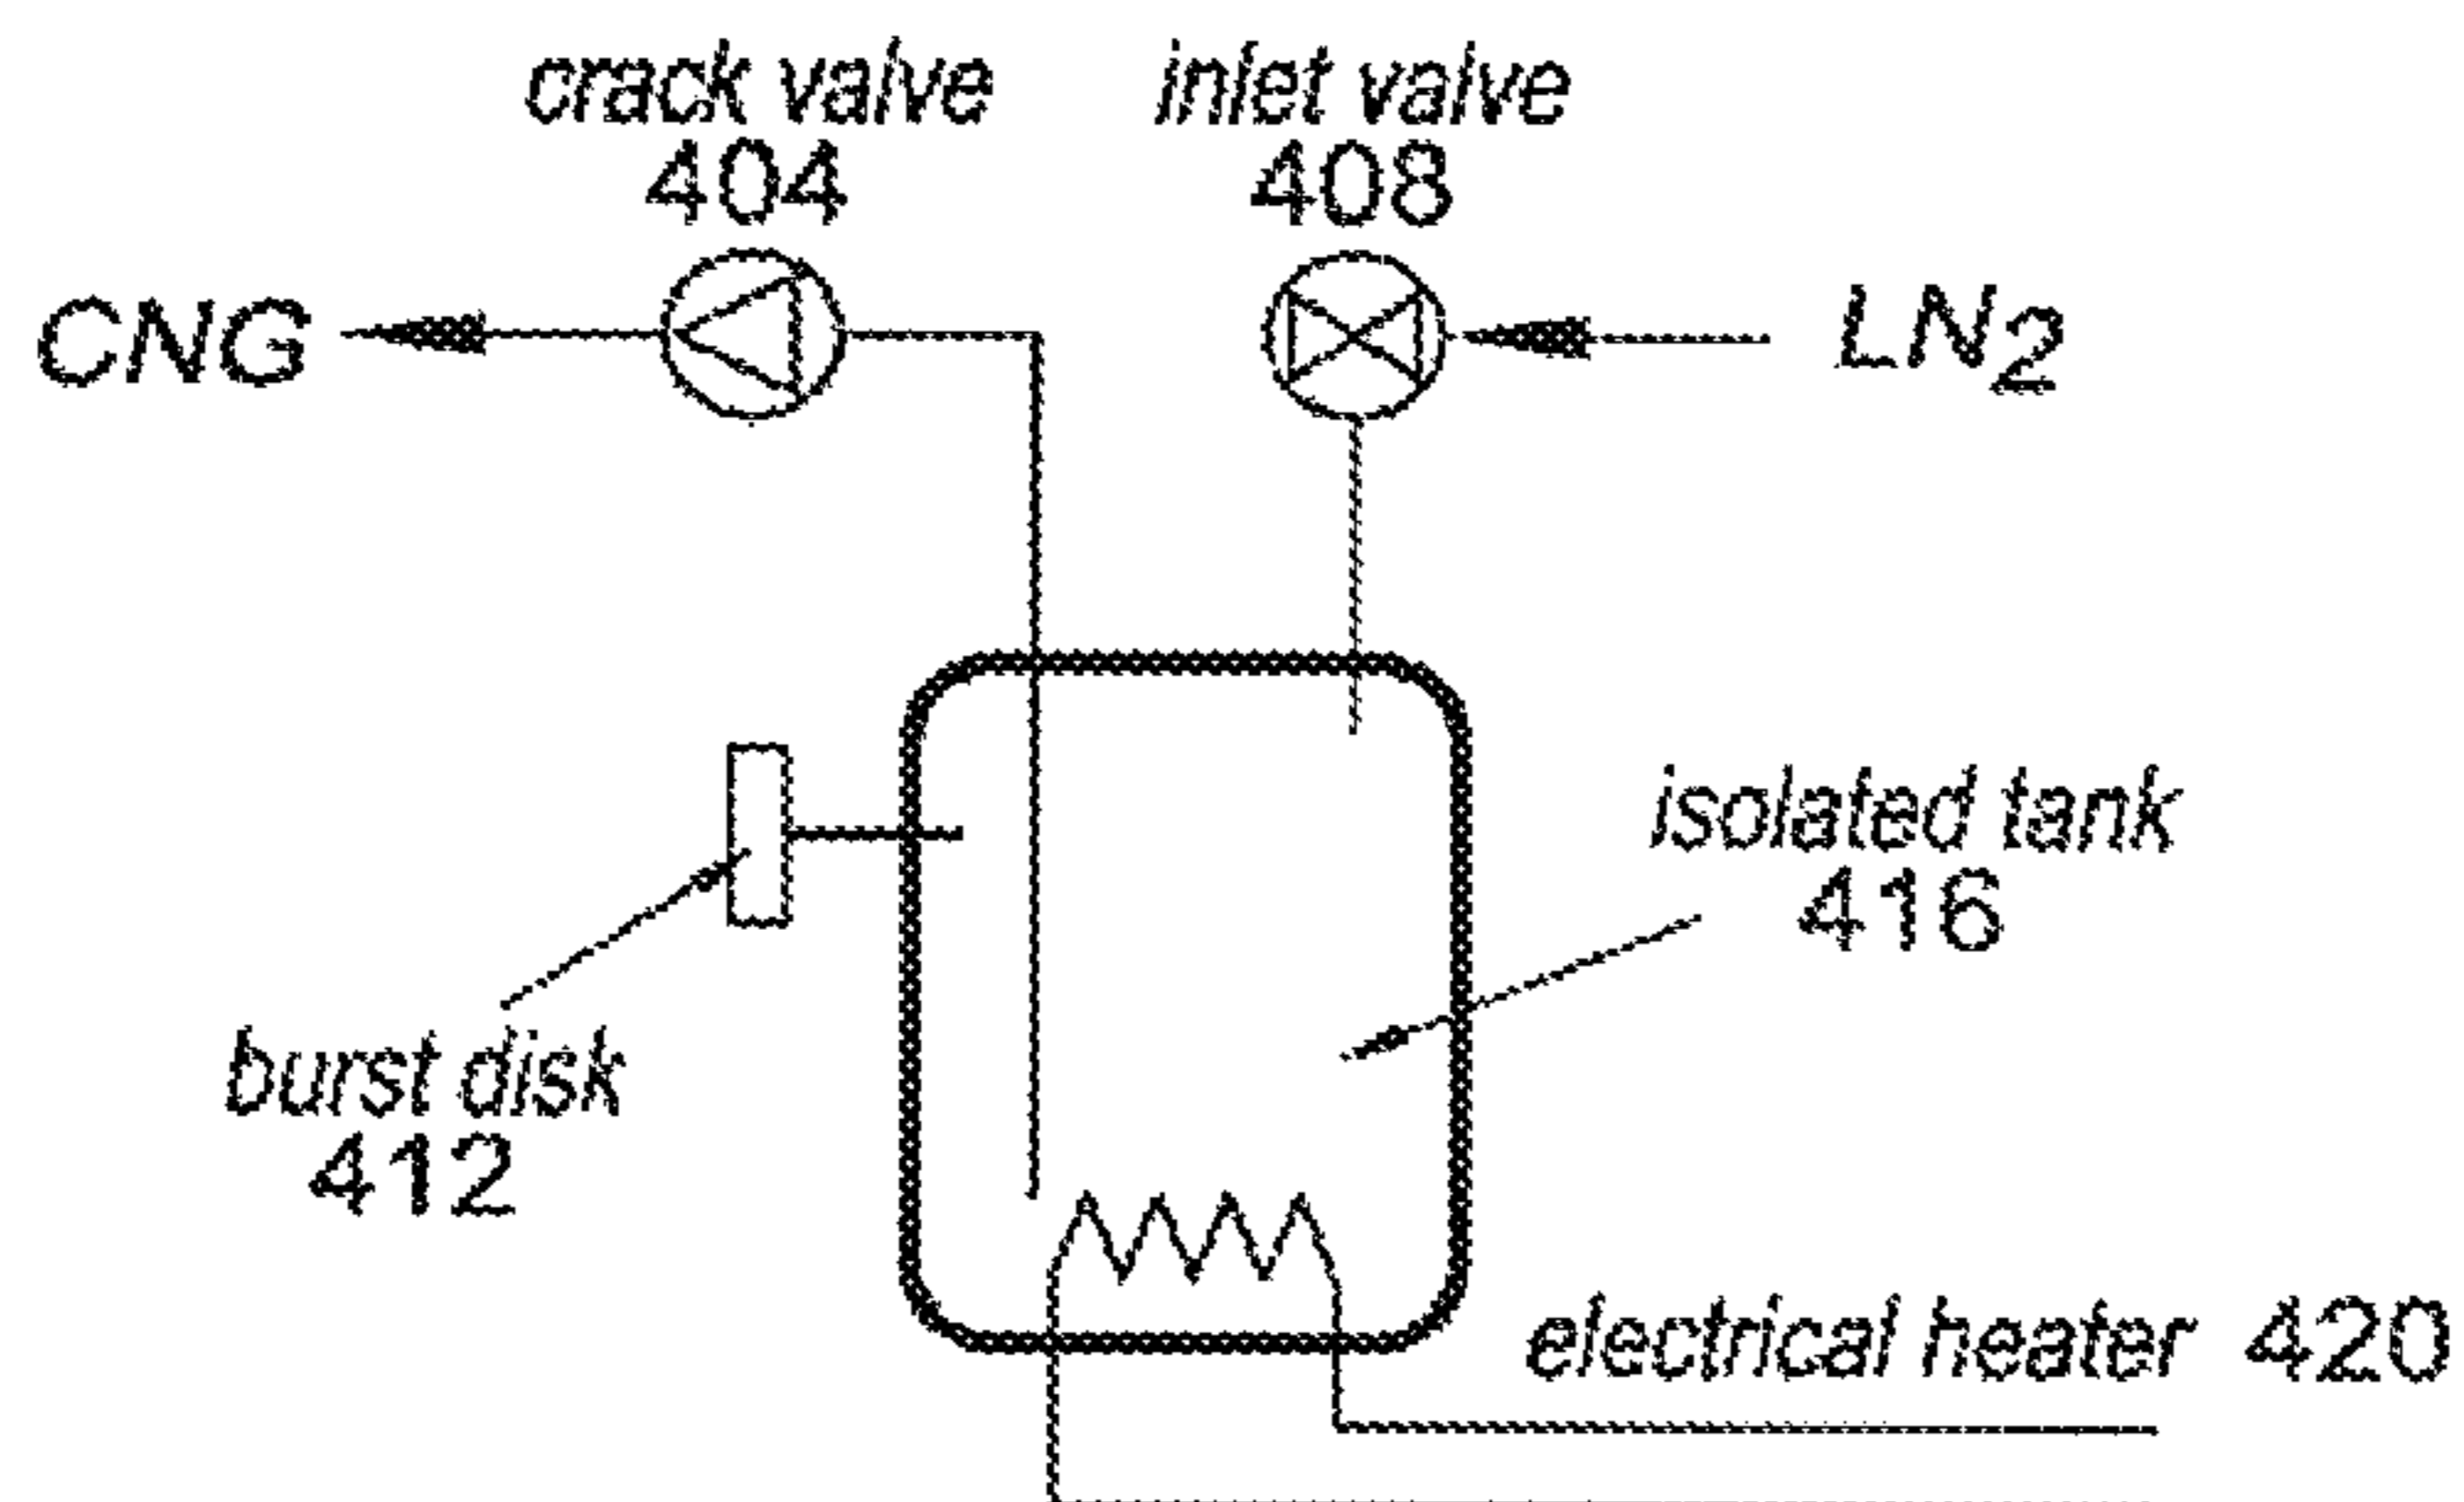 crack valve
404
inlet valve
408
CNG
LN2
isolated tank
416
burst disk
412
electrical heater 420